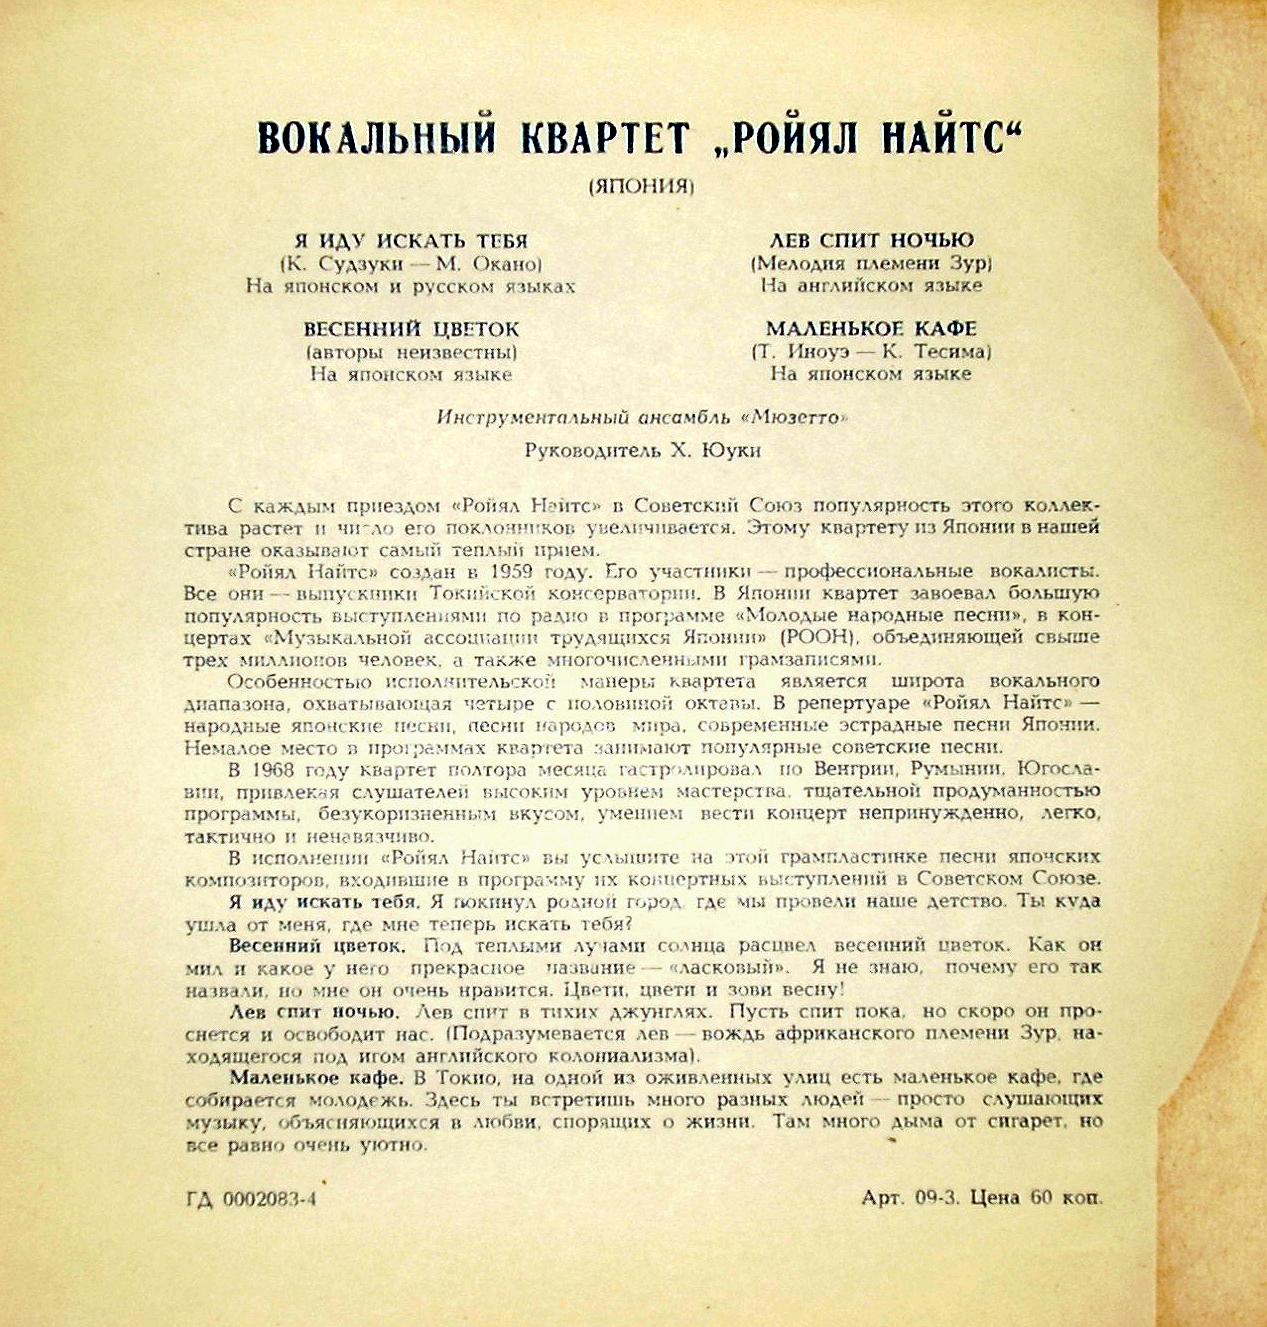 ВОКАЛЬНЫЙ КВАРТЕТ „РОЙЯЛ НАЙТС“
(ЯПОНИЯ)
Я ИДУ ИСКАТЬ ТЕБЯ
(К. Судзуки — М. Окано)
На японском и русском языках
ВЕСЕННИЙ ЦВЕТОК
(авторы неизвестны)
На японском языке
ЛЕВ СПИТ НОЧЬЮ
(Мелодия племени Зур)
На английском языке
МАЛЕНЬКОЕ КАФЕ
(Т. Иноуэ — К. Тесима)
На японском языке
Инструментальный ансамбль «Мюзетто»
Руководитель Х. Юуки
С каждым приездом «Ройял Найтс» в Советский Союз популярность этого коллек-
тива растет и число его поклонников увеличивается. Этому квартету из Японии в нашей
стране оказывают самый теплый прием.
«Ройял Найтс» создан в 1959 году. Его участники — профессиональные вокалисты.
Все они — выпускники Токийской консерватории. В Японии квартет завоевал большую
популярность выступлениями по радио в программе «Молодые народные песни», в кон-
цертах «Музыкальной ассоциации трудящихся Японии» (РООН), объединяющей свыше
трех миллионов человек, а также многочисленными грамзаписями.
Особенностью исполнительской манеры квартета является широта вокального
диапазона, охватывающая четыре с половиной октавы. В репертуаре «Ройял Найтс» —
народные японские песни, песни народов мира, современные эстрадные песни Японии.
Немалое место в программах квартета занимают популярные советские песни.
В 1968 году квартет полтора месяца гастролировал по Венгрии, Румынии, Югосла-
вии, привлекая слушателей высоким уровнем мастерства, тщательной продуманностью
программы, безукоризненным вкусом, умением вести концерт непринужденно, легко,
тактично и ненавязчиво.
В исполнении «Ройял Найтс» вы услышите на этой грампластинке песни японских
композиторов, входившие в программу их концертных выступлений в Советском Союзе.
Я иду искать тебя. Я покинул родной город, где мы провели наше детство. Ты куда
ушла от меня, где мне теперь искать тебя?
Весенний цветок. Под теплыми лучами солнца расцвел весенний цветок. Как он
мил и какое у него прекрасное название — «ласковый». Я не знаю, почему его так
назвали, но мне он очень нравится. Цвети, цвети и зови весну!
Лев спит ночью. Лев спит в тихих джунглях. Пусть спит пока, но скоро он про-
снется и освободит нас. (Подразумевается лев — вождь африканского племени Зур, на-
ходящегося под игом английского колониализма).
Маленькое кафе. В Токио, на одной из оживленных улиц есть маленькое кафе, где
собирается молодежь. Здесь ты встретишь много разных людей — просто слушающих
музыку, объясняющихся в любви, спорящих о жизни. Там много дыма от сигарет, но
все равно очень уютно.
ГД 0002083-4
Арт. 09-3. Цена 60 коп.